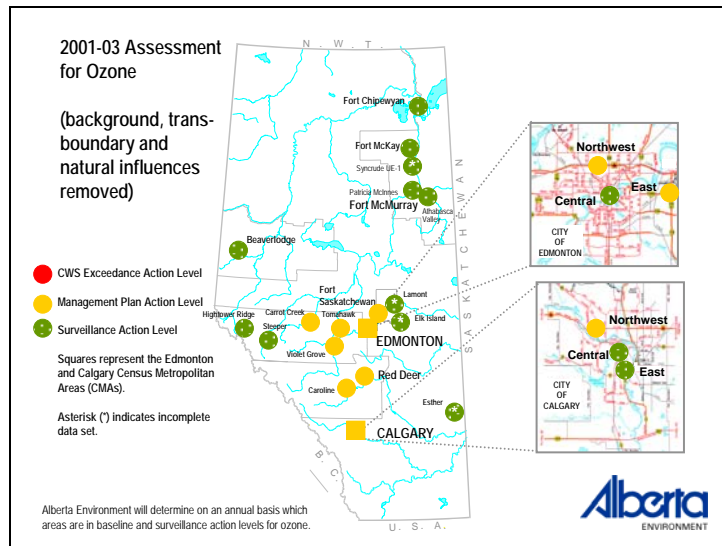 2001-03 Assessment
for Ozone
(background, trans-
boundary and
natural influences
removed)
CWS Exceedance Action Level
Management Plan Action Level
Surveillance Action Level
Squares represent the Edmonton
and Calgary Census Metropolitan
Areas (CMAs).
Asterisk (*) indicates incomplete
data set.
Alberta Environment will determine on an annual basis which
areas are in baseline and surveillance action levels for ozone.
N. W. T.
Fort Chipewyan
Fort McKay
*
Syncrude UE-1
Patricia McInnes
Fort McMurray
Athabasca
Valley
SASKATCHEWAN
Beaverlodge
Fort
Saskatchewan
*
Lamont
Carrot Creek
Tomahawk
*
Elk Island
Hightower Ridge
Steeper
EDMONTON
Violet Grove
Red Deer
Caroline
Esther
*
CALGARY
B. C.
U. S. A.
Northwest
East
Central
CITY
OF
EDMONTON
Northwest
Central
East
CITY
OF
CALGARY
Alberta
ENVIRONMENT